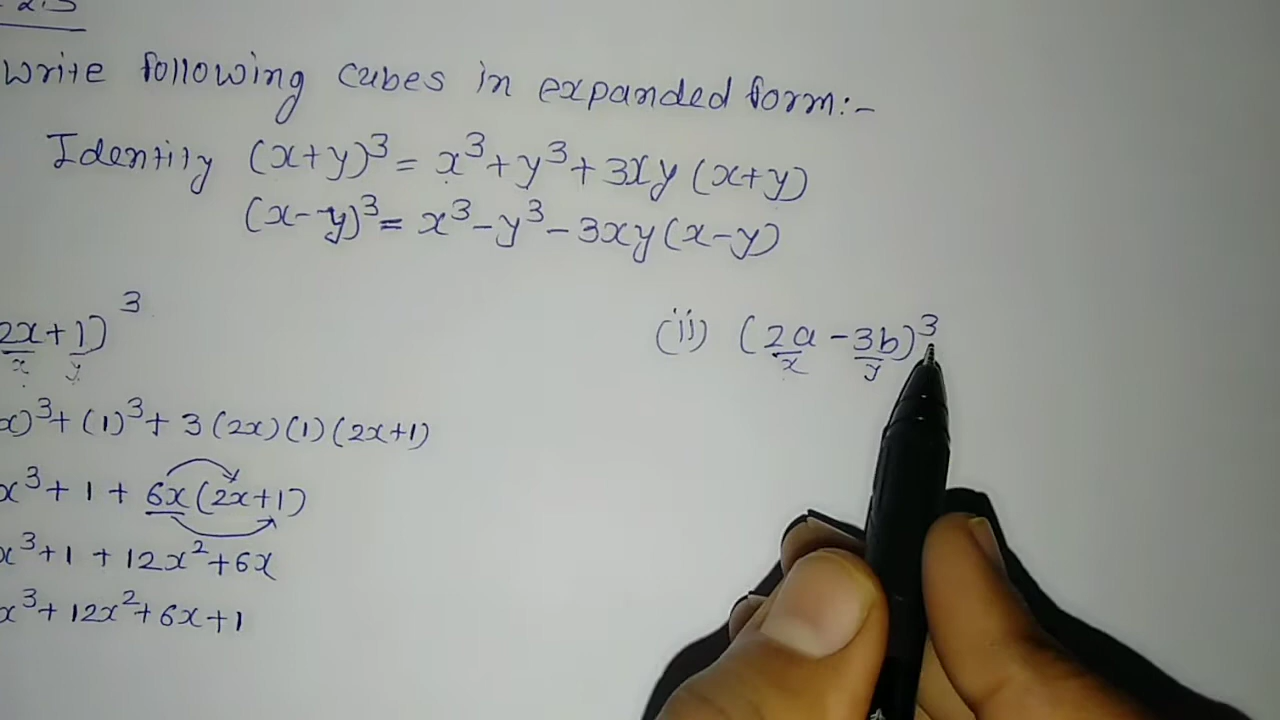 2.5
write following cubes in expanded form:-
Identity (x+y)³ = x³+y³+3xy(x+y)
(x-y)³ = x³-y³-3xy(x-y)
2x+1)³
x y
x)³+(1)³+3(2x)(1)(2x+1)
x³+1+6x(2x+1)
x³+1+12x²+6x
x³+12x²+6x+1
(ii) (2a-3b)³
x y